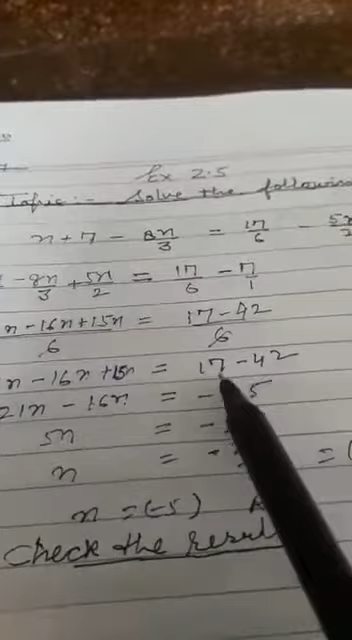 Ex 2.5
Topic:- Solve the following
x + 7 - 8x/3 = 17/6 - 5x
- 8x/3 + 5x/2 = 17/6 - 7/1
x - 16x + 15x / 6 = 17 - 42 / 6
x - 16x + 15x = 17 - 42
21x - 16x = - 5
5x = -
x = - = (
x = (-5)
Check the result